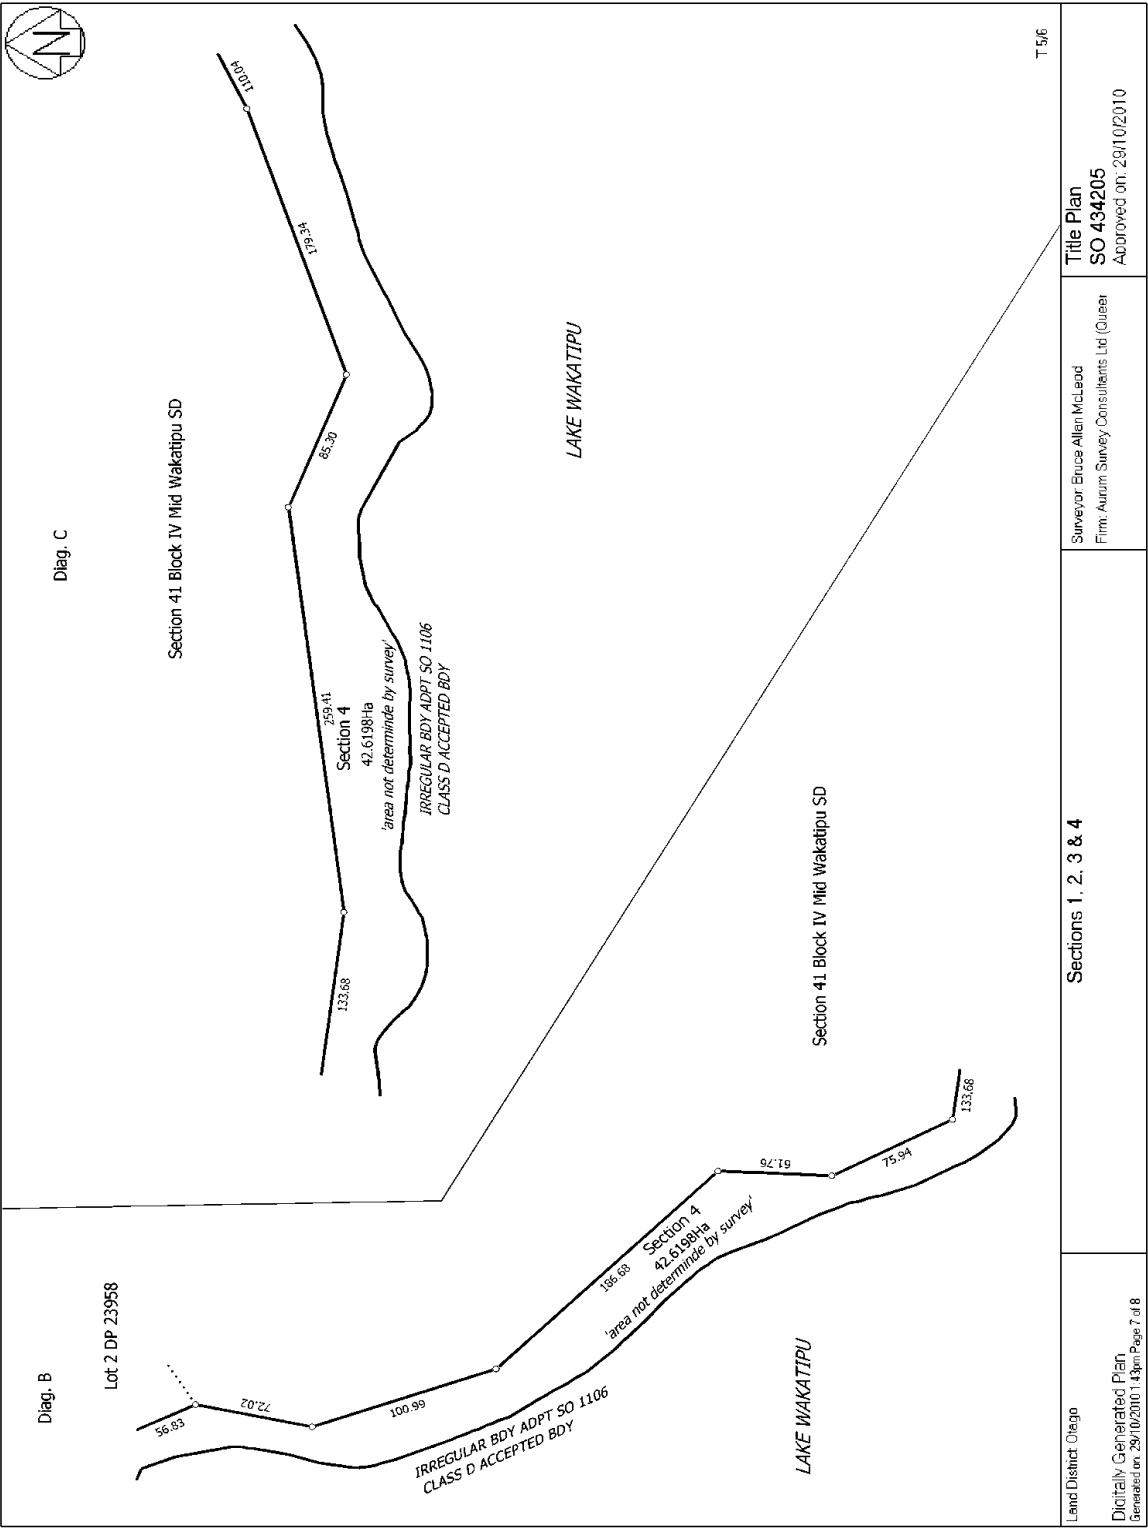 Diag. B
Lot 2 DP 23958
56.83
72.02
100.99
186.68
Section 4
42.6198Ha
'area not determinde by survey'
61.76
75.94
133.68
IRREGULAR BDY ADPT SO 1106
CLASS D ACCEPTED BDY
LAKE WAKATIPU
Section 41 Block IV Mid Wakatipu SD
Diag. C
N
Section 41 Block IV Mid Wakatipu SD
133.68
259.41
Section 4
42.6198Ha
'area not determinde by survey'
IRREGULAR BDY ADPT SO 1106
CLASS D ACCEPTED BDY
85.30
179.34
110.04
LAKE WAKATIPU
T 5/6
Land District: Otago
Digitally Generated Plan
Generated on: 29/10/2010 1:43pm Page 7 of 8
Sections 1, 2, 3 & 4
Surveyor: Bruce Allan McLeod
Firm: Aurum Survey Consultants Ltd (Queer
Title Plan
SO 434205
Approved on: 29/10/2010